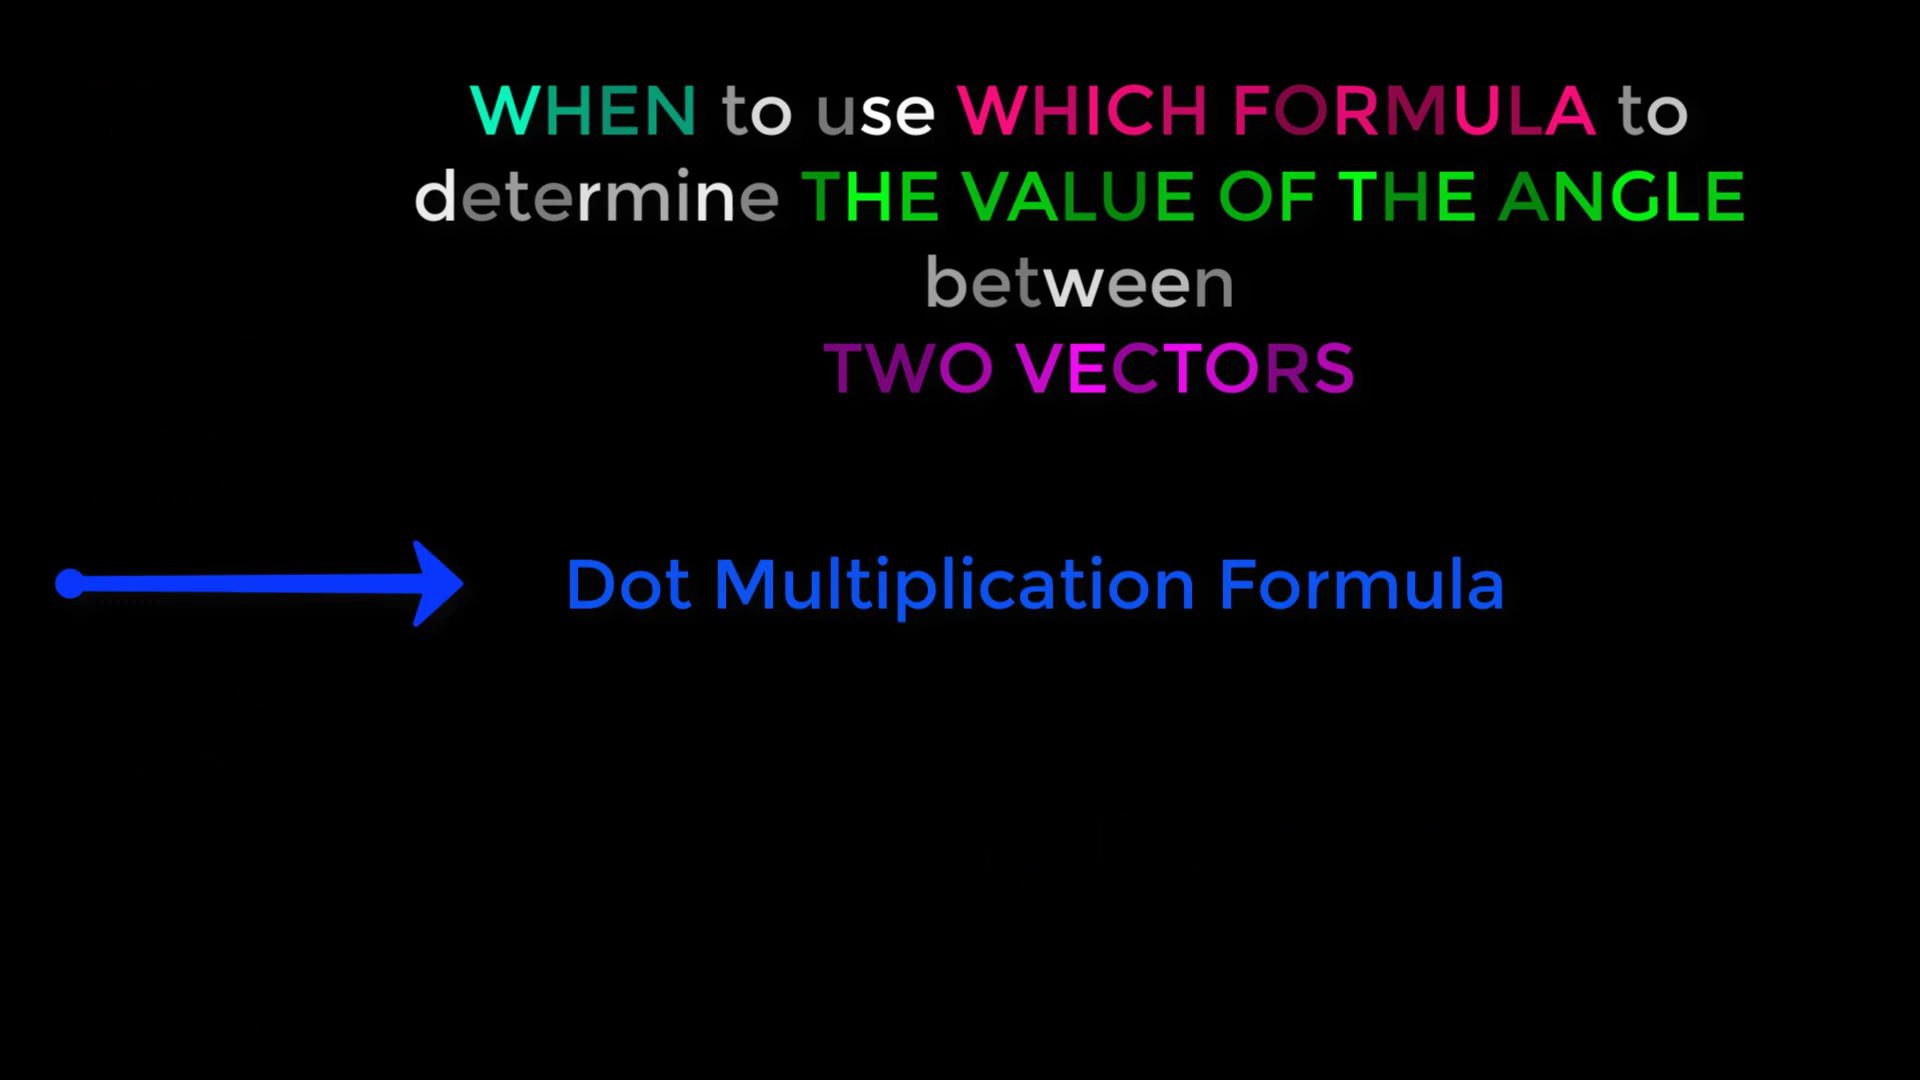 WHEN to use WHICH FORMULA to
determine THE VALUE OF THE ANGLE
between
TWO VECTORS
Dot Multiplication Formula